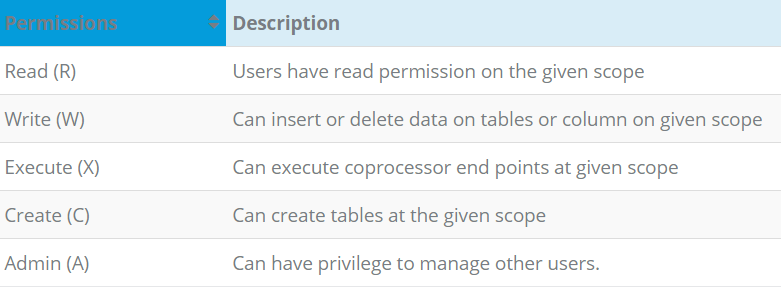 Permissions Description
Read (R) Users have read permission on the given scope
Write (W) Can insert or delete data on tables or column on given scope
Execute (X) Can execute coprocessor end points at given scope
Create (C) Can create tables at the given scope
Admin (A) Can have privilege to manage other users.